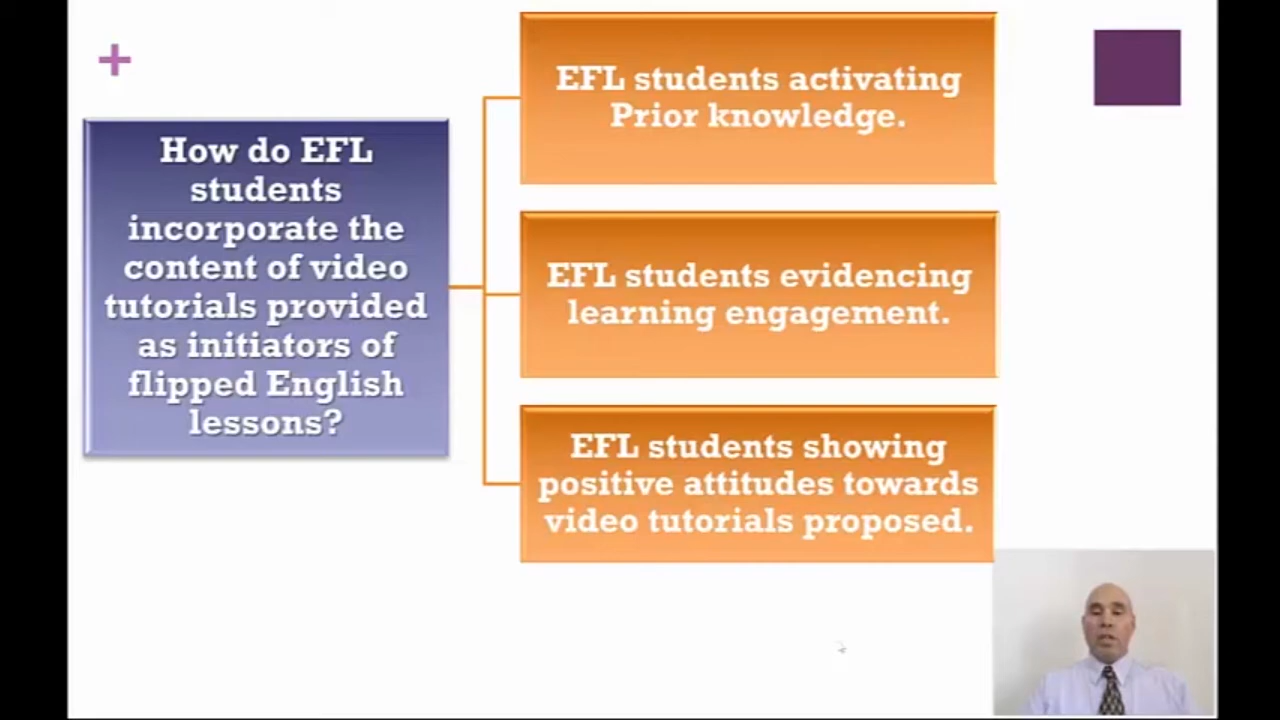 How do EFL
students
incorporate the
content of video
tutorials provided
as initiators of
flipped English
lessons?
EFL students activating
Prior knowledge.
EFL students evidencing
learning engagement.
EFL students showing
positive attitudes towards
video tutorials proposed.